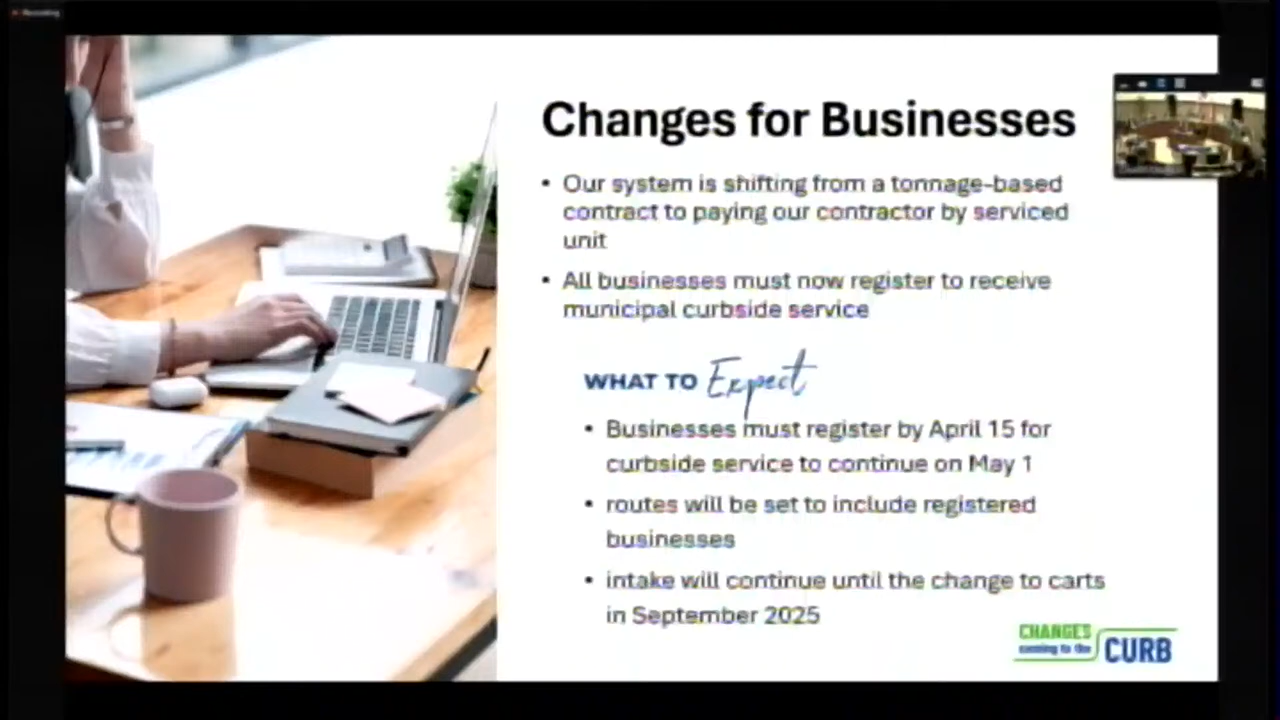 Recording
Changes for Businesses
• Our system is shifting from a tonnage-based
contract to paying our contractor by serviced
unit
• All businesses must now register to receive
municipal curbside service
WHAT TO Expect
• Businesses must register by April 15 for
curbside service to continue on May 1
• routes will be set to include registered
businesses
• intake will continue until the change to carts
in September 2025
CHANGES
coming to the CURB